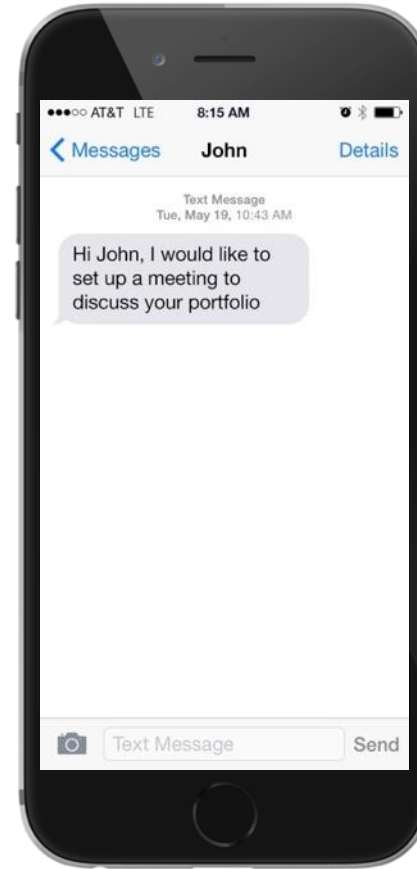 AT&T LTE 8:15 AM
Messages John Details
Text Message
Tue, May 19, 10:43 AM
Hi John, I would like to
set up a meeting to
discuss your portfolio
Text Message Send